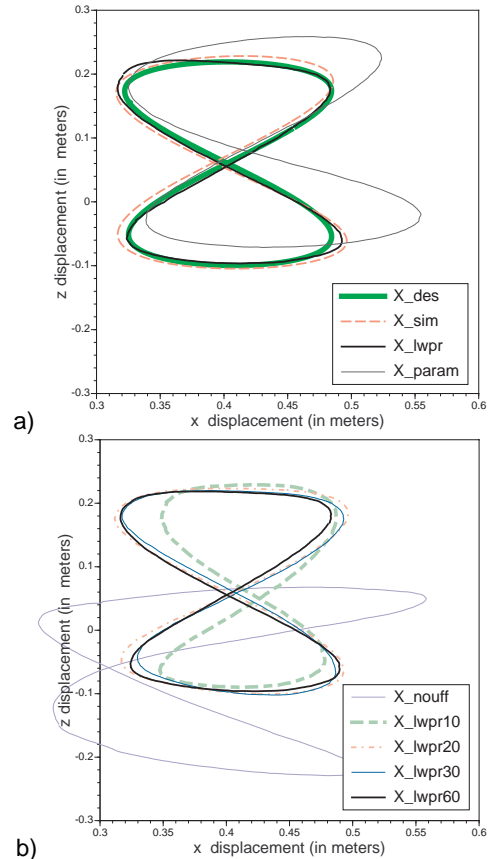 0.3
0.2
0.1
0
-0.1
-0.2
-0.3
z displacement (in meters)
X_des
X_sim
X_lwpr
X_param
0.3 0.35 0.4 0.45 0.5 0.55 0.6
x displacement (in meters)
a)
0.3
0.2
0.1
0
-0.1
-0.2
-0.3
z displacement (in meters)
X_nouff
X_lwpr10
X_lwpr20
X_lwpr30
X_lwpr60
0.3 0.35 0.4 0.45 0.5 0.55 0.6
x displacement (in meters)
b)